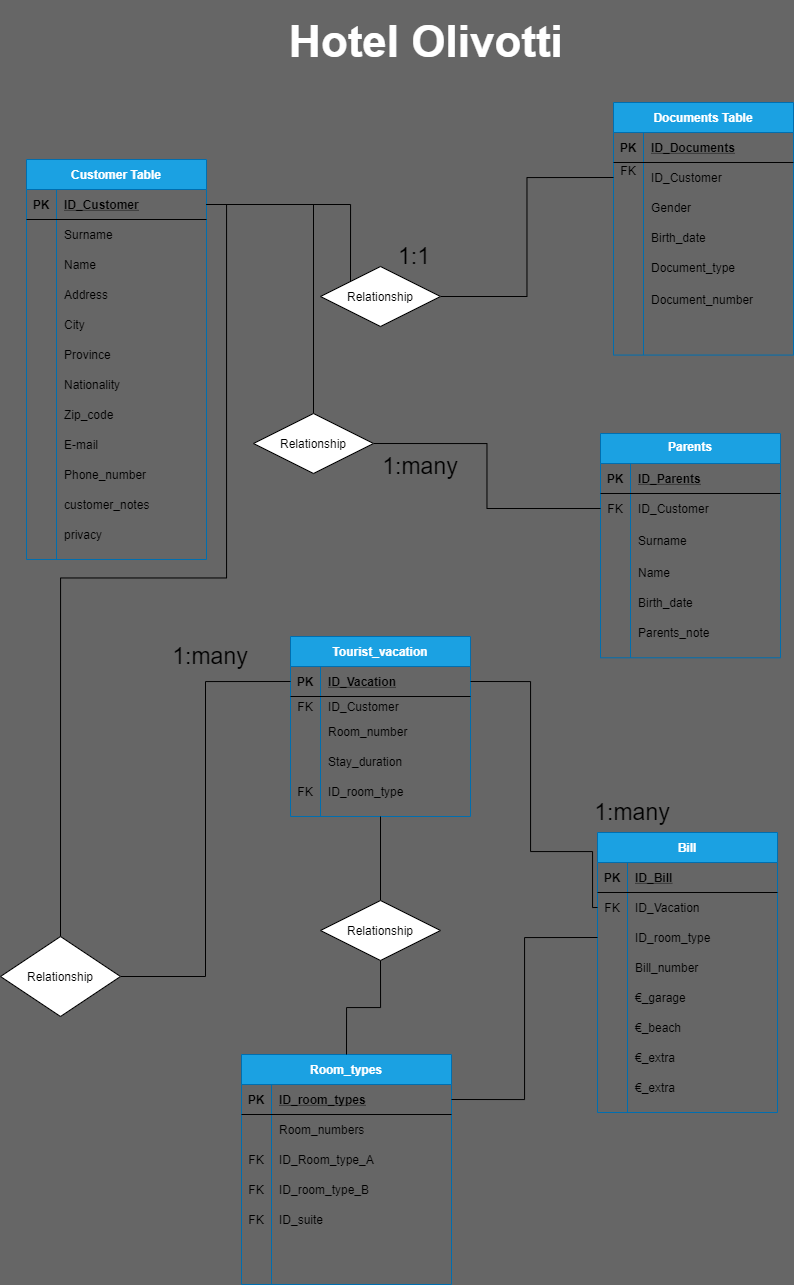 Hotel Olivotti
Documents Table
PK ID_Documents
FK ID_Customer
Gender
Birth_date
Document_type
Document_number
Customer Table
PK ID_Customer
Surname
Name
Address
City
Province
Nationality
Zip_code
E-mail
Phone_number
customer_notes
privacy
1:1
Relationship
Relationship
1:many
Parents
PK ID_Parents
FK ID_Customer
Surname
Name
Birth_date
Parents_note
1:many
Tourist_vacation
PK ID_Vacation
FK ID_Customer
Room_number
Stay_duration
FK ID_room_type
1:many
Bill
PK ID_Bill
FK ID_Vacation
ID_room_type
Bill_number
€_garage
€_beach
€_extra
€_extra
Relationship
Relationship
Room_types
PK ID_room_types
Room_numbers
FK ID_Room_type_A
FK ID_room_type_B
FK ID_suite